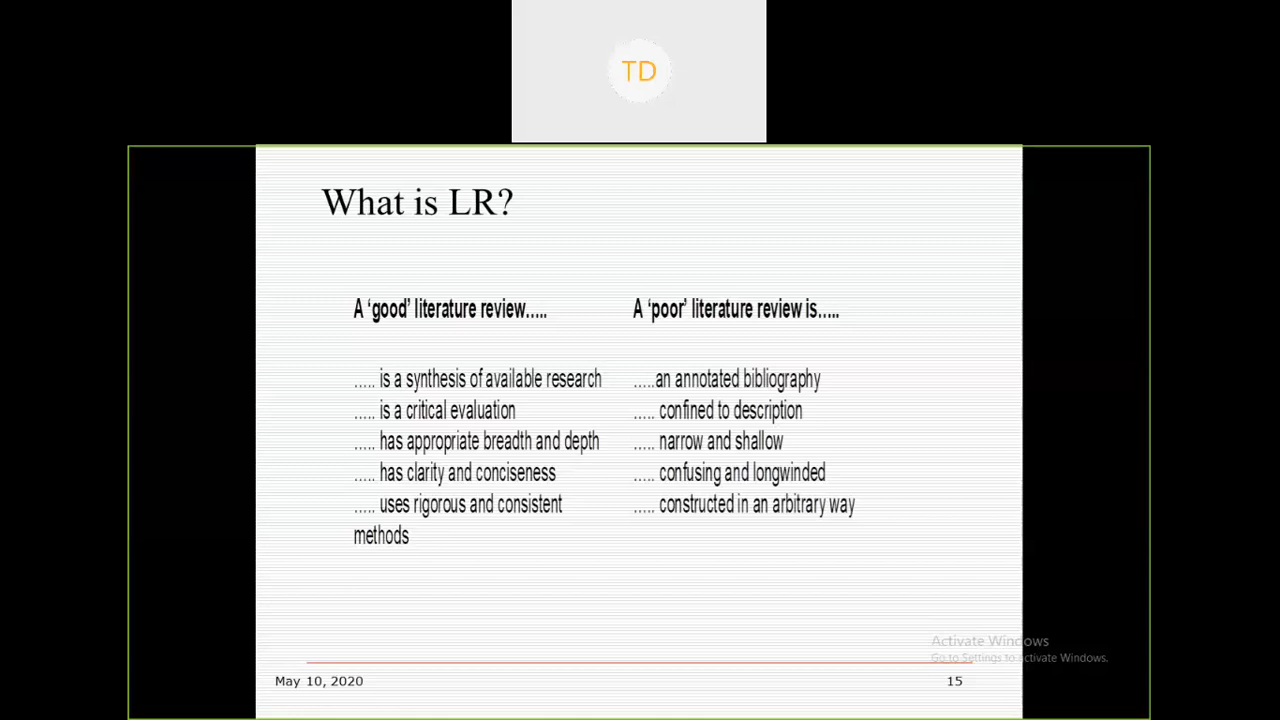 TD
What is LR?
A ‘good’ literature review…..
….. is a synthesis of available research
….. is a critical evaluation
….. has appropriate breadth and depth
….. has clarity and conciseness
….. uses rigorous and consistent
methods
A ‘poor’ literature review is…..
…..an annotated bibliography
….. confined to description
….. narrow and shallow
….. confusing and longwinded
….. constructed in an arbitrary way
Activate Windows
Go to Settings to activate Windows.
May 10, 2020
15